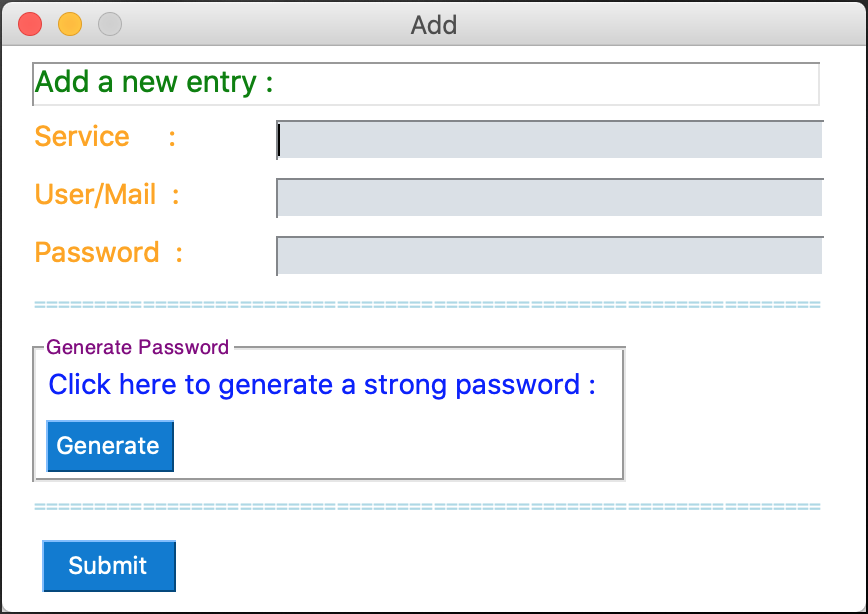 Add
Add a new entry :
Service :
User/Mail :
Password :
=================================================================
Generate Password
Click here to generate a strong password :
Generate
=================================================================
Submit